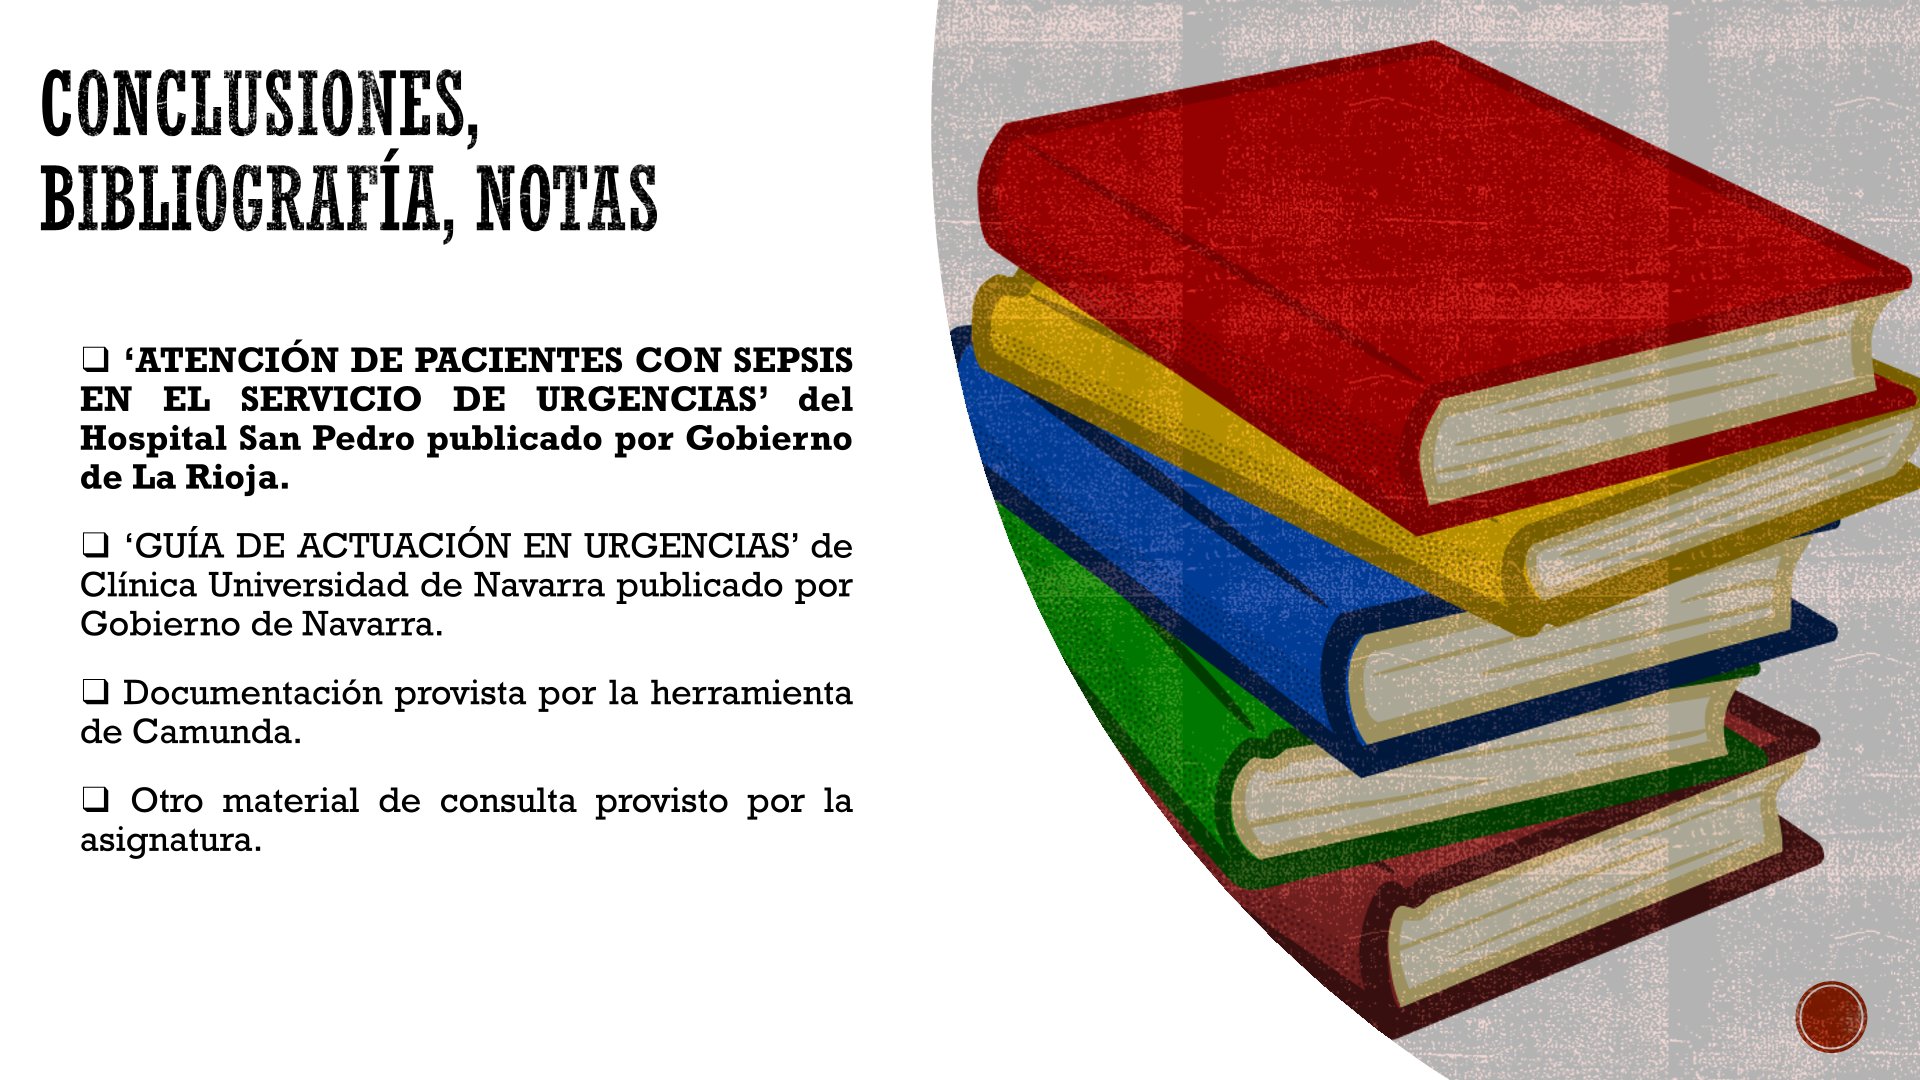 CONCLUSIONES,
BIBLIOGRAFÍA, NOTAS
❑ ‘ATENCIÓN DE PACIENTES CON SEPSIS
EN EL SERVICIO DE URGENCIAS’ del
Hospital San Pedro publicado por Gobierno
de La Rioja.
❑ ‘GUÍA DE ACTUACIÓN EN URGENCIAS’ de
Clínica Universidad de Navarra publicado por
Gobierno de Navarra.
❑ Documentación provista por la herramienta
de Camunda.
❑ Otro material de consulta provisto por la
asignatura.